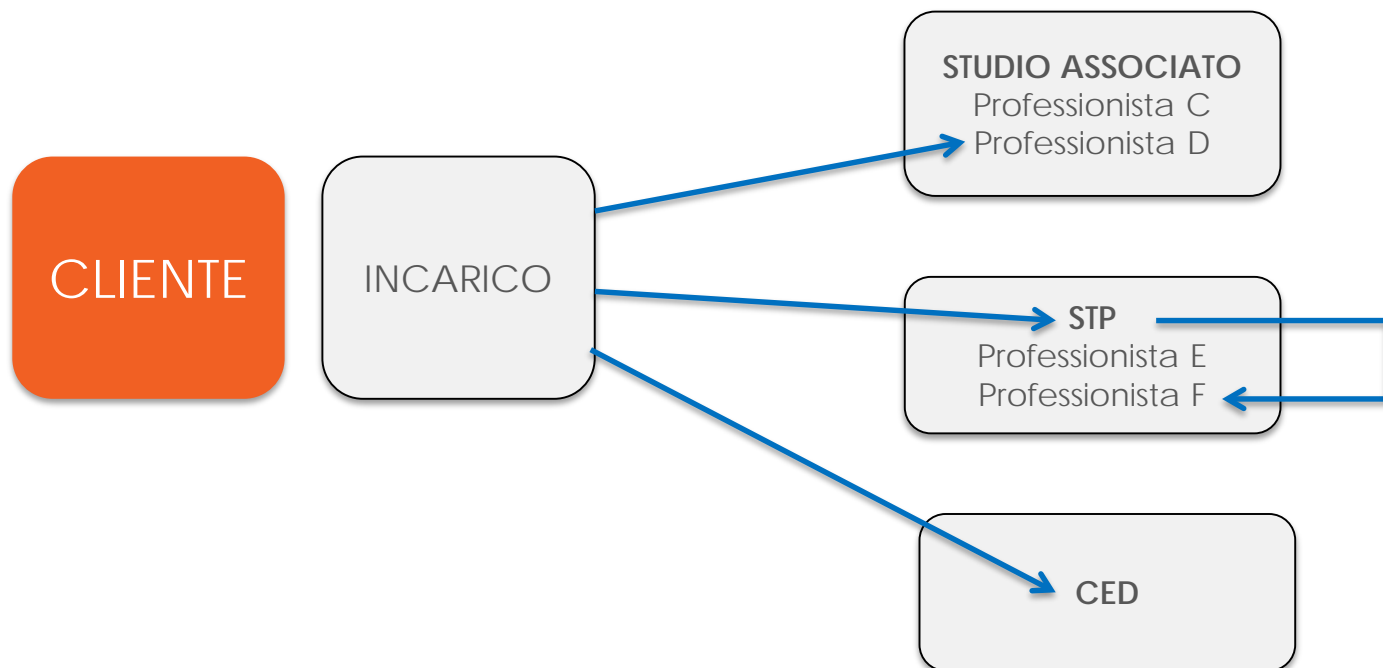 CLIENTE
INCARICO
STUDIO ASSOCIATO
Professionista C
Professionista D
STP
Professionista E
Professionista F
CED